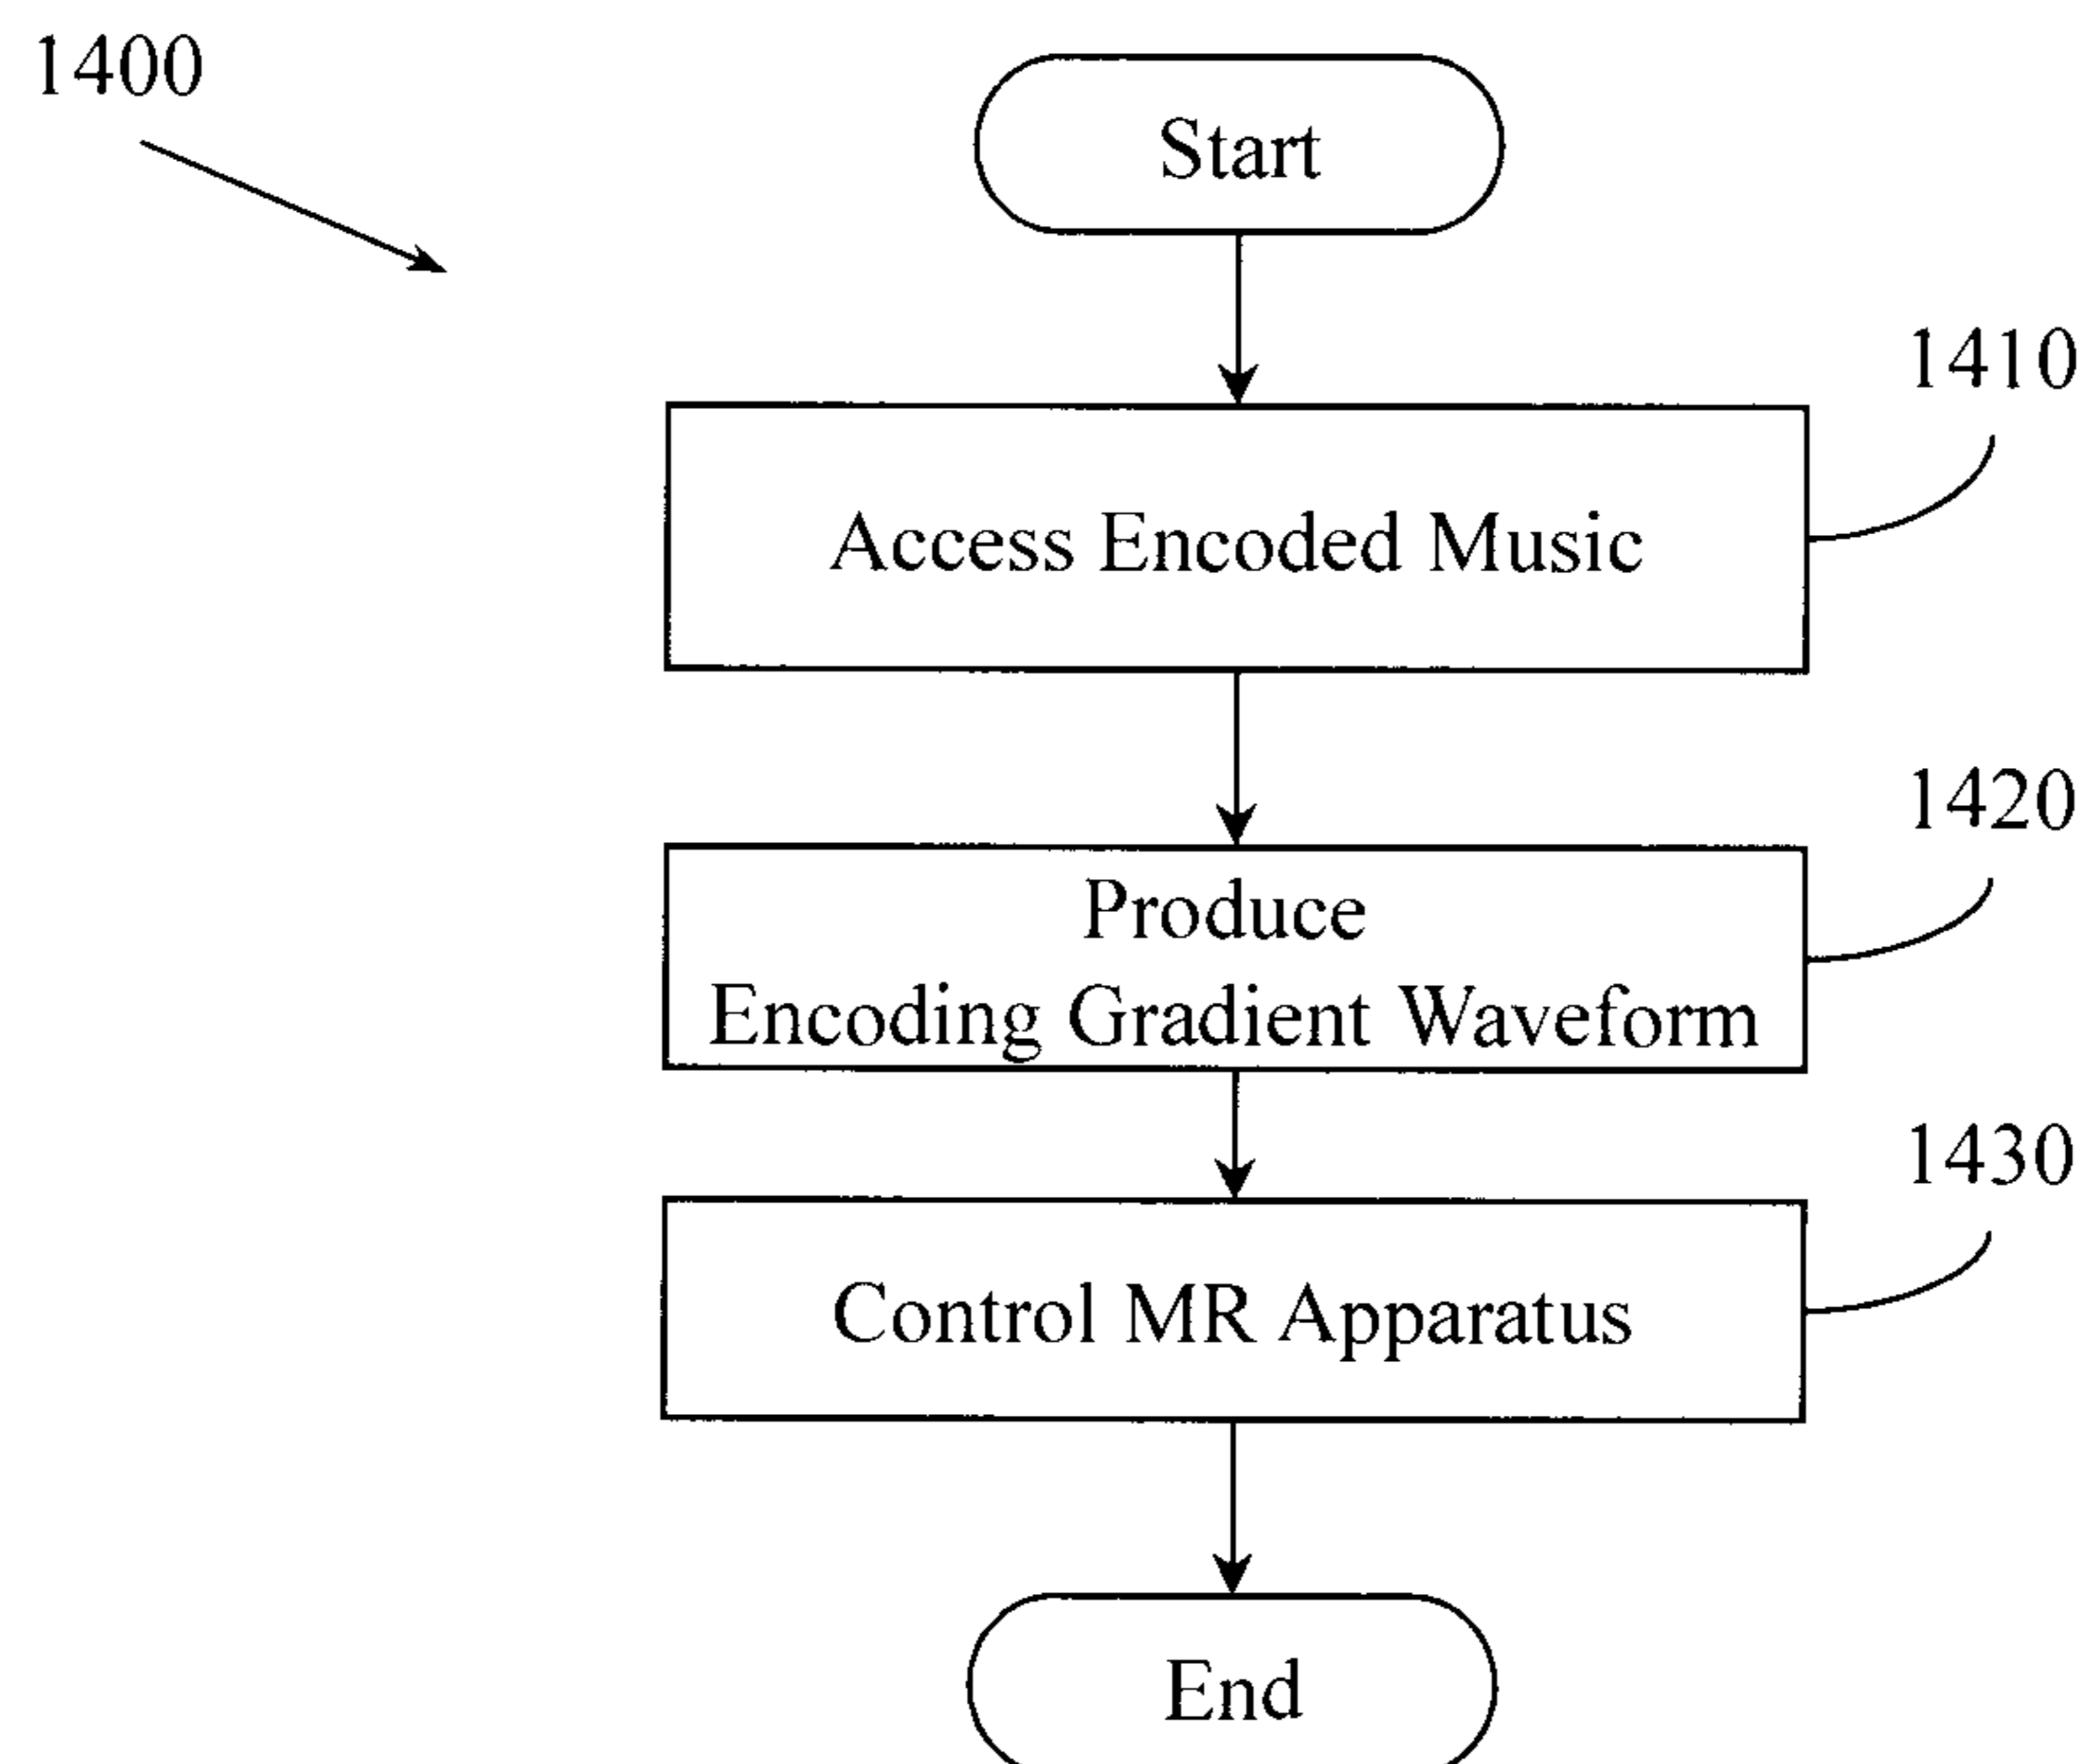 1400
Start
1410
Access Encoded Music
1420
Produce
Encoding Gradient Waveform
1430
Control MR Apparatus
End